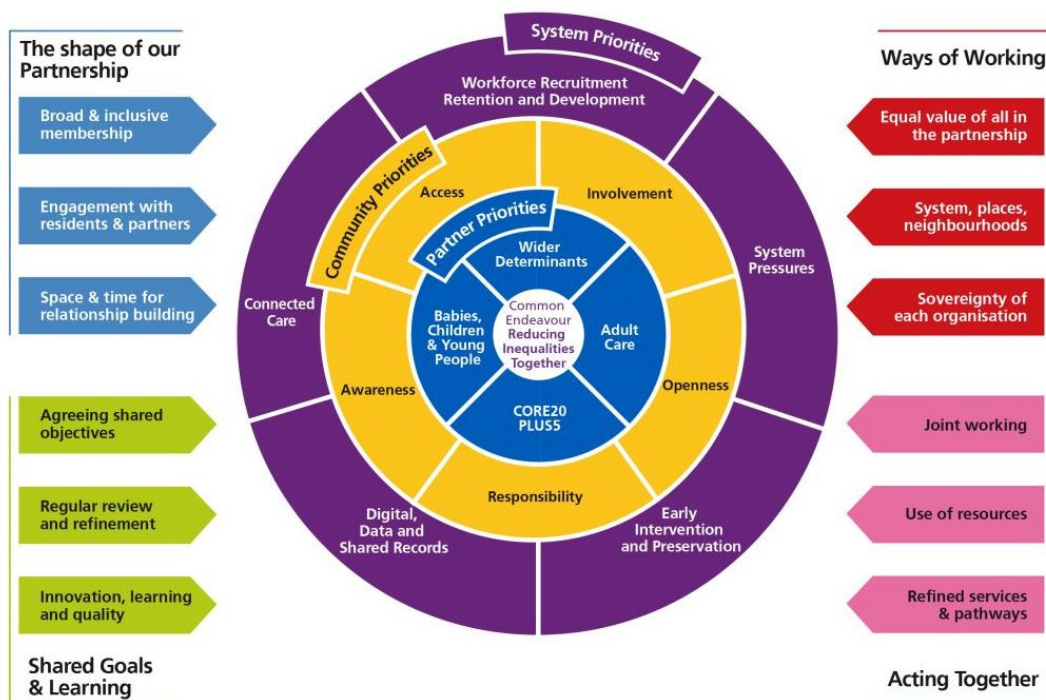 The shape of our
Partnership
Broad & inclusive
membership
Engagement with
residents & partners
Space & time for
relationship building
Agreeing shared
objectives
Regular review
and refinement
Innovation, learning
and quality
Shared Goals
& Learning
System Priorities
Workforce Recruitment
Retention and Development
System
Pressures
Early
Intervention
and Preservation
Digital,
Data and
Shared Records
Connected
Care
Community Priorities
Access
Involvement
Openness
Responsibility
Awareness
Partner Priorities
Wider
Determinants
Adult
Care
CORE20
PLUS5
Babies,
Children
& Young
People
Common
Endeavour
Reducing
Inequalities
Together
Ways of Working
Equal value of all in
the partnership
System, places,
neighbourhoods
Sovereignty of
each organisation
Joint working
Use of resources
Refined services
& pathways
Acting Together